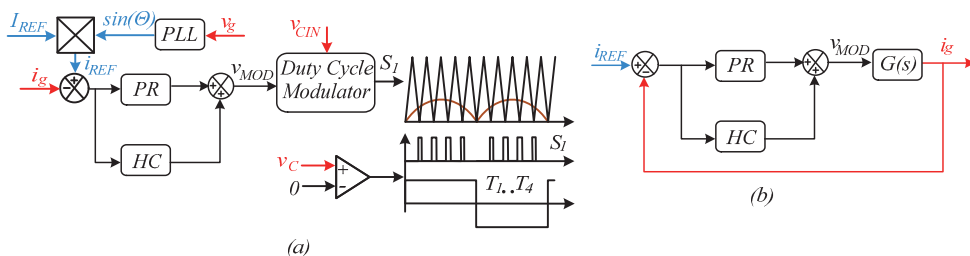 I_REF
sin(Θ)
PLL
v_g
i_REF
i_g
+
-
PR
HC
+
+
v_MOD
v_CIN
Duty Cycle
Modulator
S_1
S_1
v_C
0
+
-
T_1..T_4
(a)
i_REF
+
-
PR
HC
+
+
v_MOD
G(s)
i_g
(b)